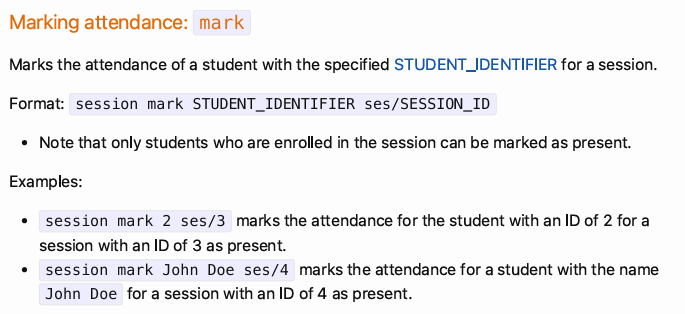 Marking attendance: mark
Marks the attendance of a student with the specified STUDENT_IDENTIFIER for a session.
Format: session mark STUDENT_IDENTIFIER ses/SESSION_ID
• Note that only students who are enrolled in the session can be marked as present.
Examples:
• session mark 2 ses/3 marks the attendance for the student with an ID of 2 for a
session with an ID of 3 as present.
• session mark John Doe ses/4 marks the attendance for a student with the name
John Doe for a session with an ID of 4 as present.